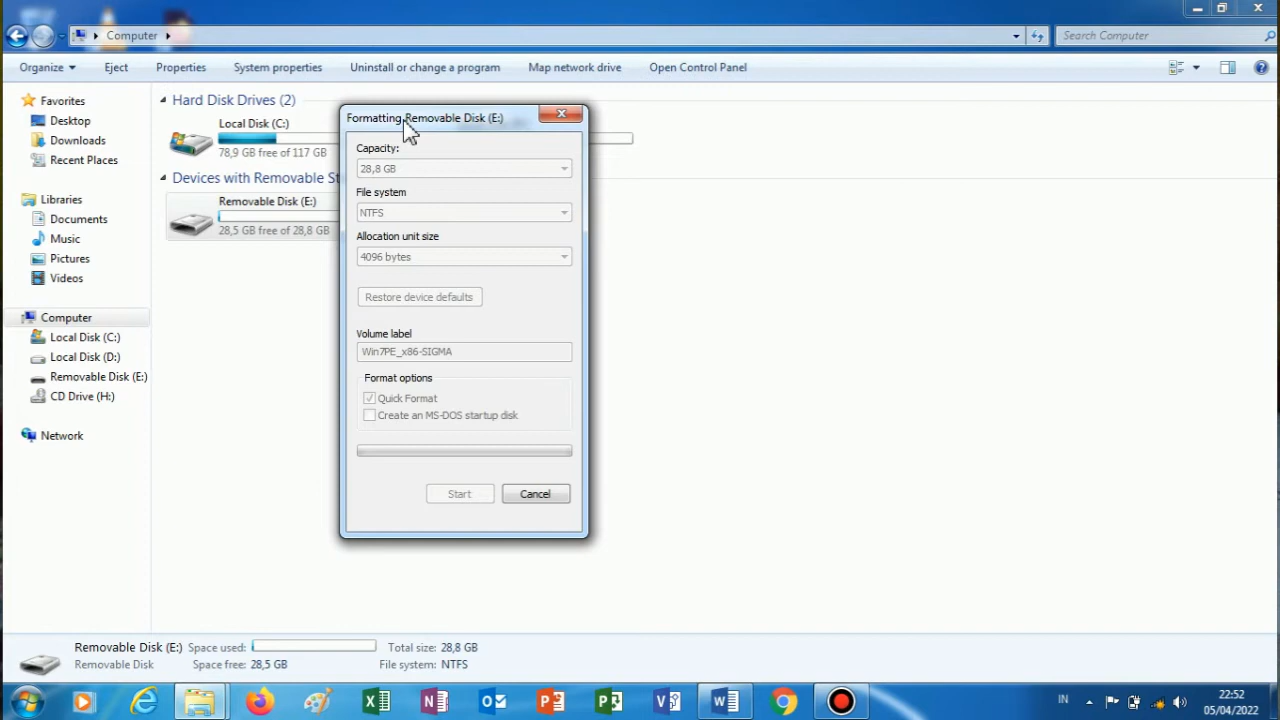 Computer
Search Computer
Organize
Eject
Properties
System properties
Uninstall or change a program
Map network drive
Open Control Panel
Favorites
Desktop
Downloads
Recent Places
Libraries
Documents
Music
Pictures
Videos
Computer
Local Disk (C:)
Local Disk (D:)
Removable Disk (E:)
CD Drive (H:)
Network
Hard Disk Drives (2)
Local Disk (C:)
78,9 GB free of 117 GB
Devices with Removable St
Removable Disk (E:)
28,5 GB free of 28,8 GB
Formatting Removable Disk (E:)
Capacity:
28,8 GB
File system
NTFS
Allocation unit size
4096 bytes
Restore device defaults
Volume label
Win7PE_x86-SIGMA
Format options
Quick Format
Create an MS-DOS startup disk
Start
Cancel
Removable Disk (E:) Space used: Total size: 28,8 GB
Removable Disk Space free: 28,5 GB File system: NTFS
IN
22:52
05/04/2022